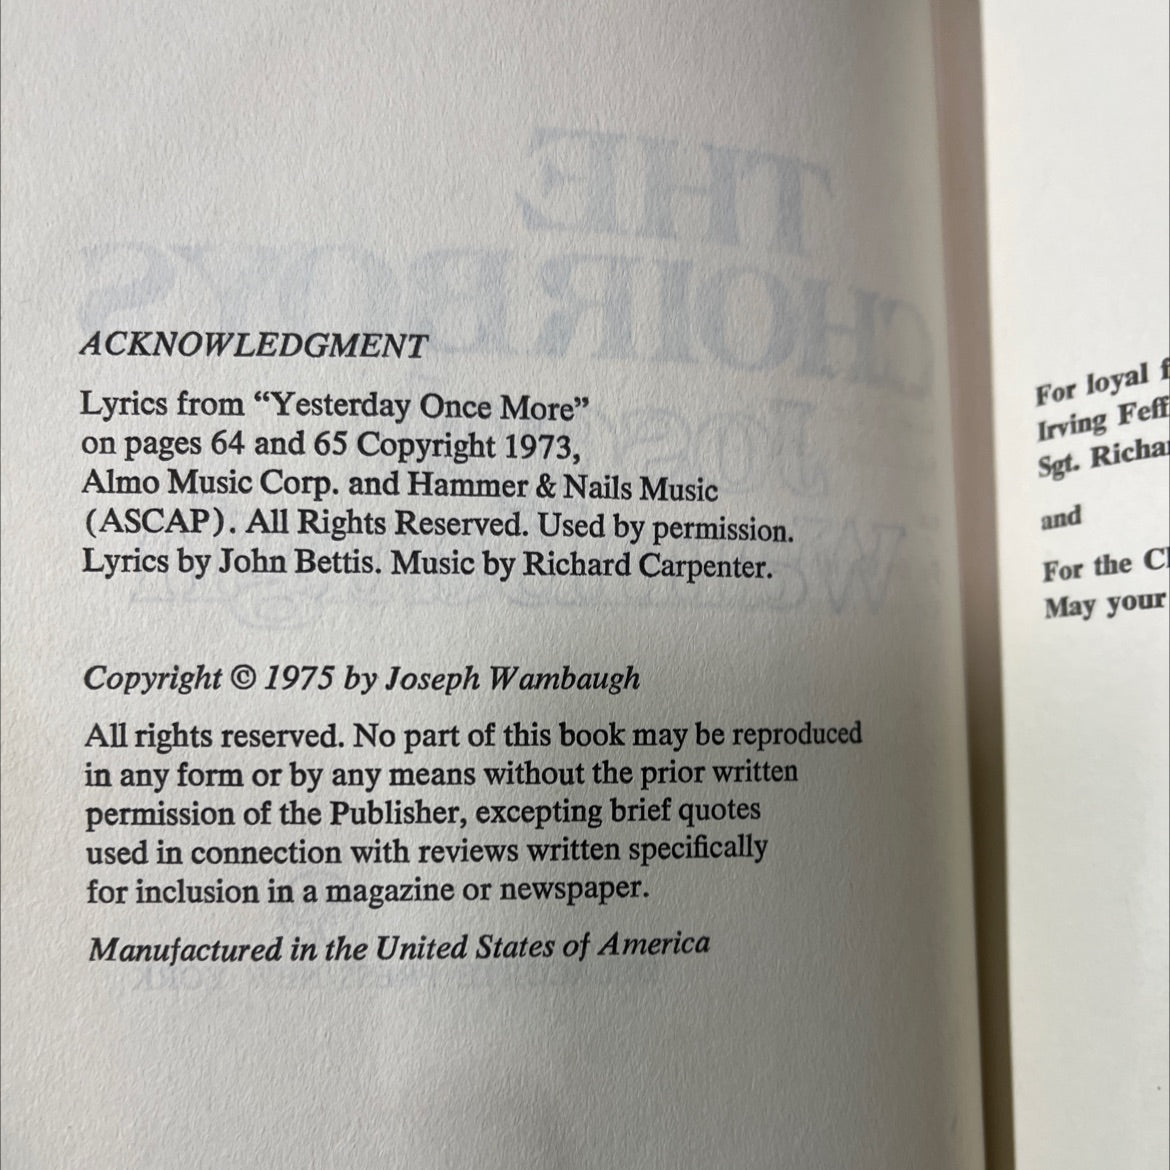 ACKNOWLEDGMENT
Lyrics from “Yesterday Once More”
on pages 64 and 65 Copyright 1973,
Almo Music Corp. and Hammer & Nails Music
(ASCAP). All Rights Reserved. Used by permission.
Lyrics by John Bettis. Music by Richard Carpenter.
Copyright © 1975 by Joseph Wambaugh
All rights reserved. No part of this book may be reproduced
in any form or by any means without the prior written
permission of the Publisher, excepting brief quotes
used in connection with reviews written specifically
for inclusion in a magazine or newspaper.
Manufactured in the United States of America
For loyal
Irving
Sgt.
and
For the
May your